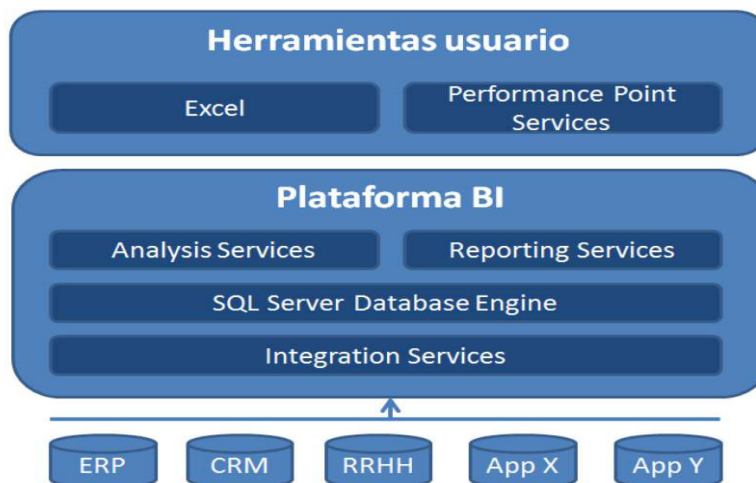 Herramientas usuario
Excel
Performance Point
Services
Plataforma BI
Analysis Services
Reporting Services
SQL Server Database Engine
Integration Services
ERP
CRM
RRHH
App X
App Y